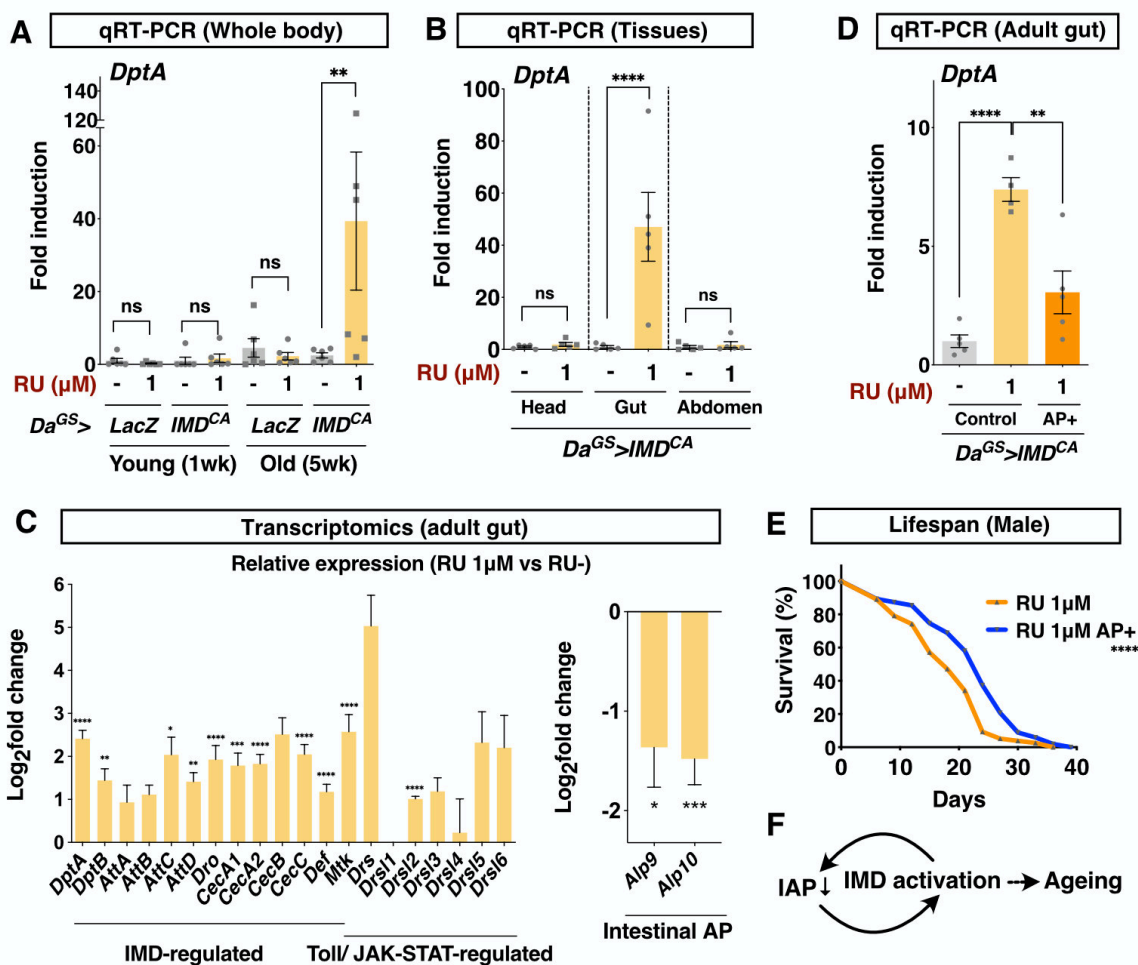 A
qRT-PCR (Whole body)
DptA
**
Fold induction
140
120
60
40
20
0
ns
ns
ns
RU (µM)
- 1 - 1 - 1 - 1
Da^GS>
LacZ IMD^CA LacZ IMD^CA
Young (1wk) Old (5wk)
B
qRT-PCR (Tissues)
DptA
****
Fold induction
100
80
60
40
20
0
ns
ns
RU (µM)
- 1 - 1 - 1
Head Gut Abdomen
Da^GS>IMD^CA
D
qRT-PCR (Adult gut)
DptA
**** **
Fold induction
10
5
0
RU (µM)
- 1 1
Control AP+
Da^GS>IMD^CA
C
Transcriptomics (adult gut)
Relative expression (RU 1µM vs RU-)
Log2fold change
6
5
4
3
2
1
0
**** ** * ** **** *** **** **** **** **** ****
DptA DptB AttA AttB AttC AttD Dro CecA1 CecA2 CecB CecC Def Mtk Drs Drsl1 Drsl2 Drsl3 Drsl4 Drsl5 Drsl6
IMD-regulated
Toll/ JAK-STAT-regulated
Log2fold change
0
-1
-2
* ***
Alp9 Alp10
Intestinal AP
E
Lifespan (Male)
Survival (%)
100
80
60
40
20
0
RU 1µM
RU 1µM AP+
****
0 10 20 30 40
Days
F
IAP↓ IMD activation Ageing